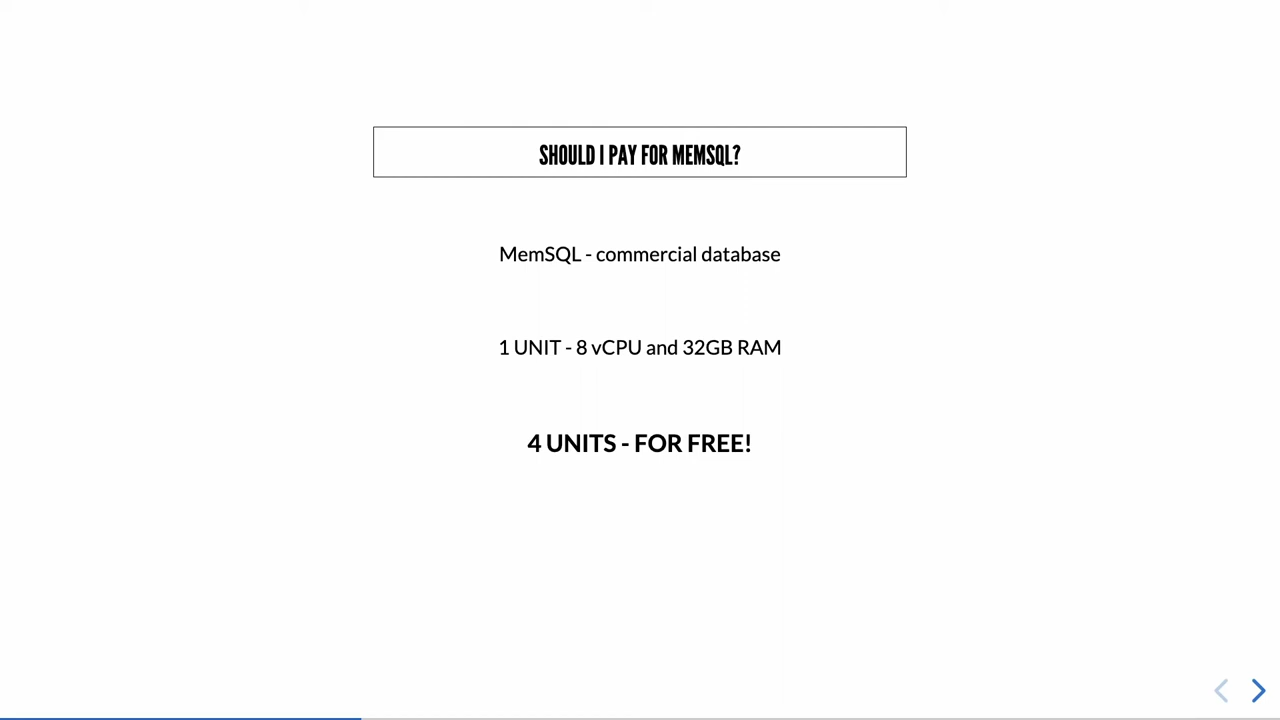 SHOULD I PAY FOR MEMSQL?
MemSQL - commercial database
1 UNIT - 8 vCPU and 32GB RAM
4 UNITS - FOR FREE!